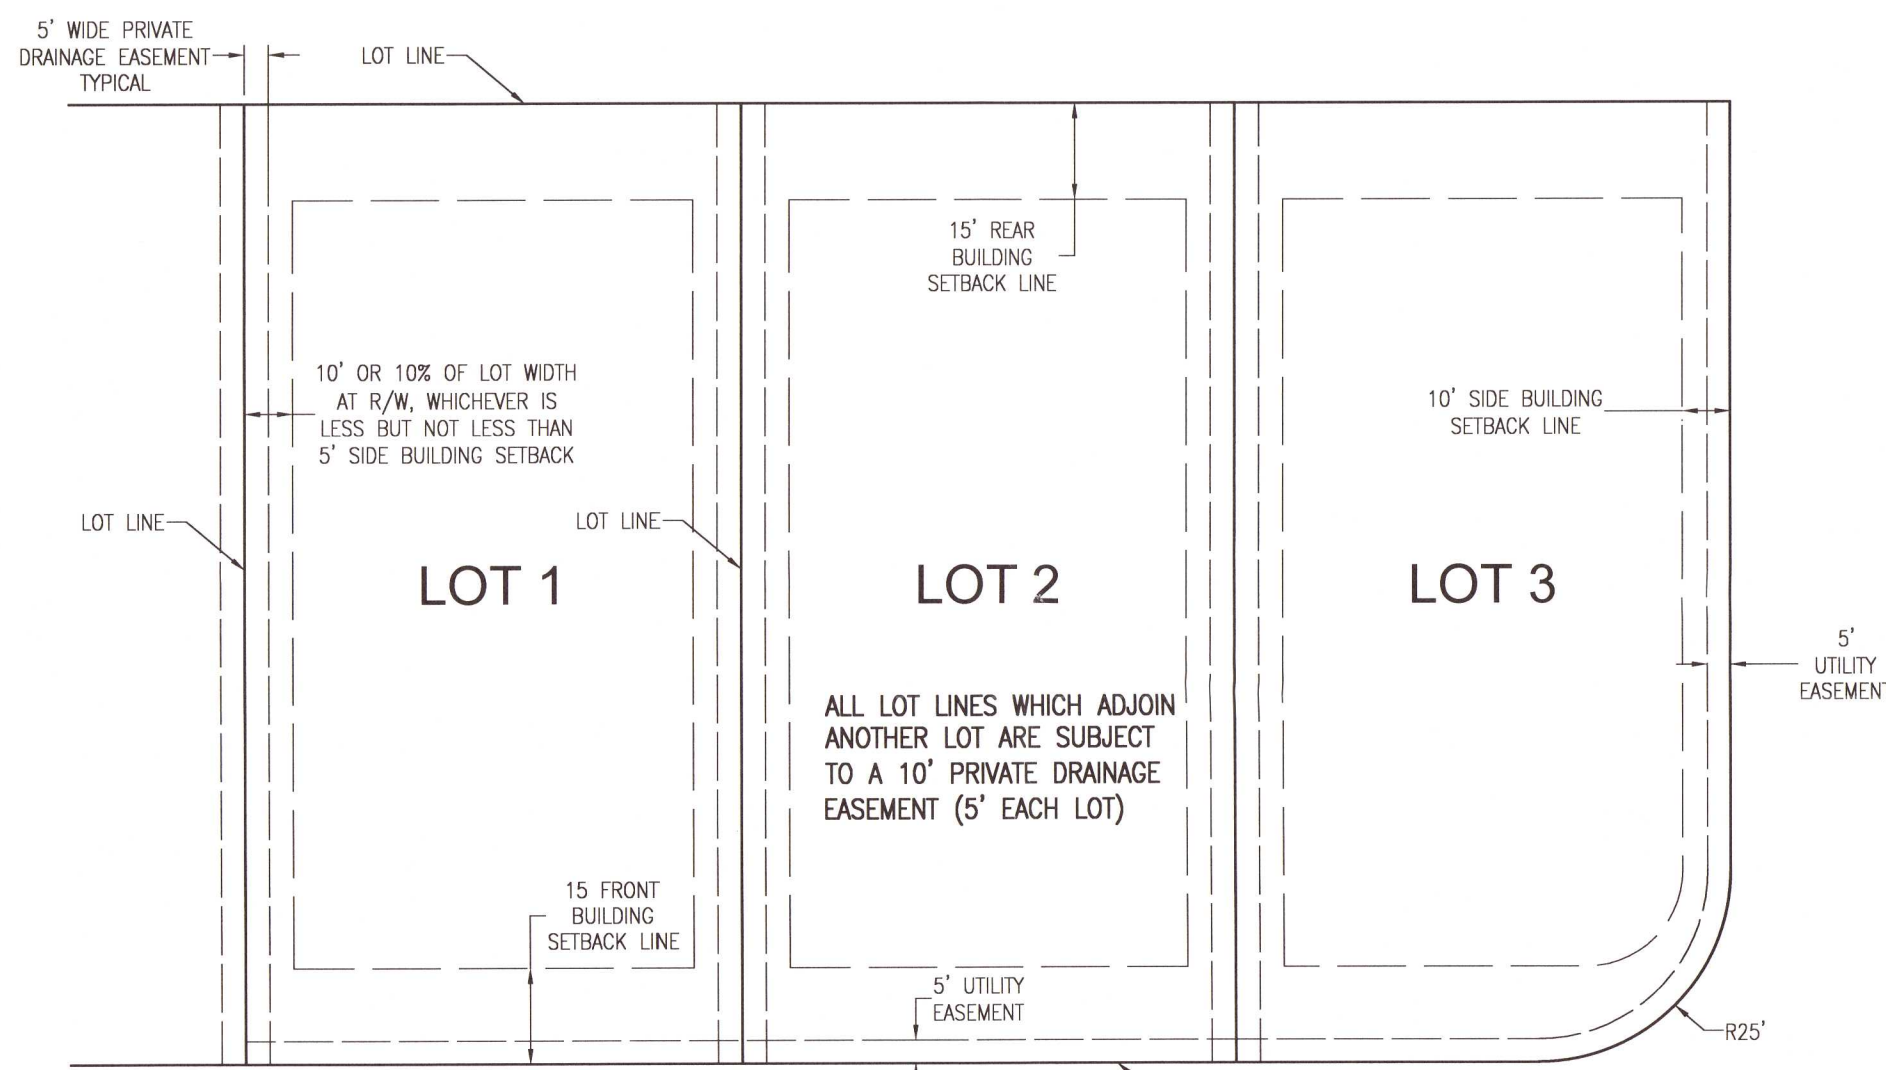 5' WIDE PRIVATE
DRAINAGE EASEMENT
TYPICAL
LOT LINE
15' REAR
BUILDING
SETBACK LINE
10' OR 10% OF LOT WIDTH
AT R/W, WHICHEVER IS
LESS BUT NOT LESS THAN
5' SIDE BUILDING SETBACK
10' SIDE BUILDING
SETBACK LINE
LOT LINE
LOT LINE
LOT 1
LOT 2
LOT 3
5'
UTILITY
EASEMENT
ALL LOT LINES WHICH ADJOIN
ANOTHER LOT ARE SUBJECT
TO A 10' PRIVATE DRAINAGE
EASEMENT (5' EACH LOT)
15 FRONT
BUILDING
SETBACK LINE
5' UTILITY
EASEMENT
R25'